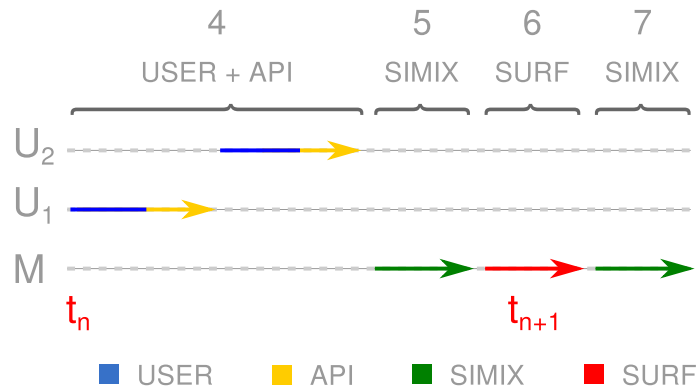 4 5 6 7
USER + API SIMIX SURF SIMIX
U2
U1
M
tn tn+1
USER API SIMIX SURF